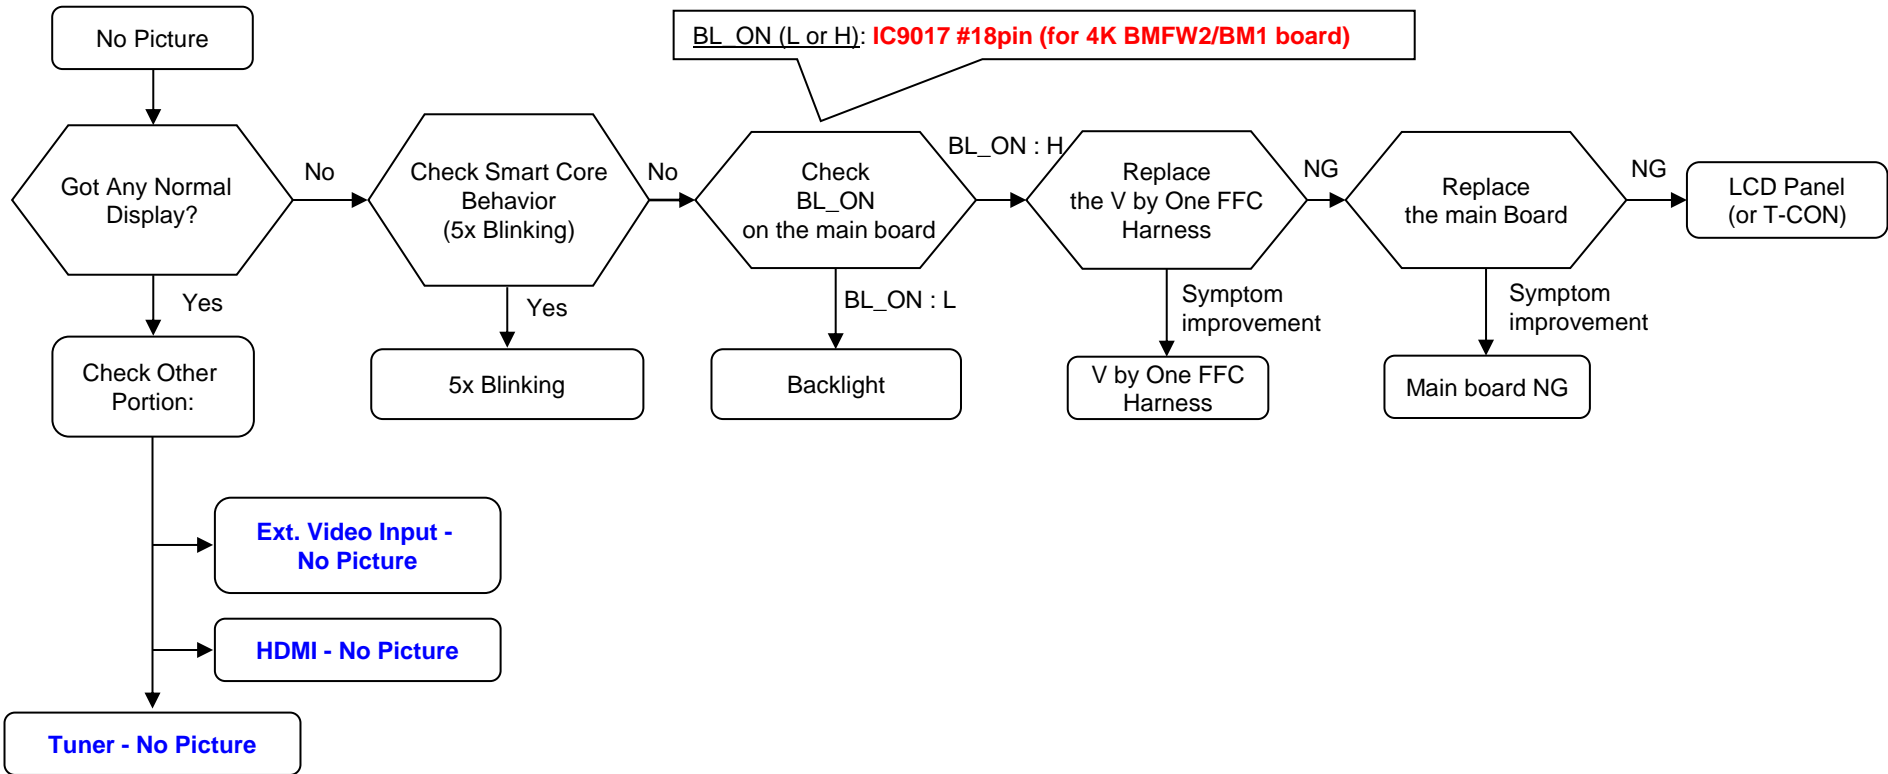 No Picture
BL_ON (L or H): IC9017 #18pin (for 4K BMFW2/BM1 board)
Got Any Normal
Display?
No
Check Smart Core
Behavior
(5x Blinking)
No
Check
BL_ON
on the main board
BL_ON : H
Replace
the V by One FFC
Harness
NG
Replace
the main Board
NG
LCD Panel
(or T-CON)
Yes
Yes
BL_ON : L
Symptom
improvement
Symptom
improvement
Check Other
Portion:
5x Blinking
Backlight
V by One FFC
Harness
Main board NG
Ext. Video Input -
No Picture
HDMI - No Picture
Tuner - No Picture